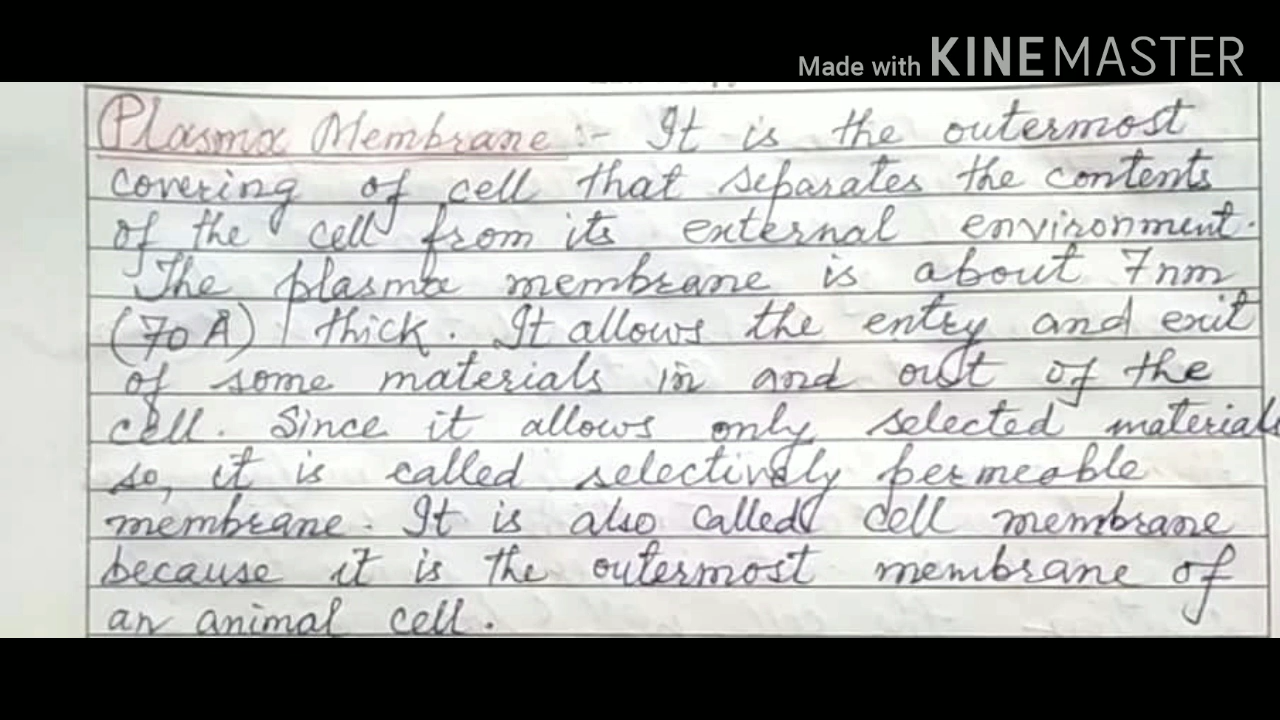 Made with KINEMASTER
Plasma Membrane :- It is the outermost
covering of cell that separates the contents
of the cell from its external environment.
The plasma membrane is about 7nm
(70 Å) thick. It allows the entry and exit
of some materials in and out of the
cell. Since it allows only selected materials
so, it is called selectively permeable
membrane. It is also called cell membrane
because it is the outermost membrane of
an animal cell.